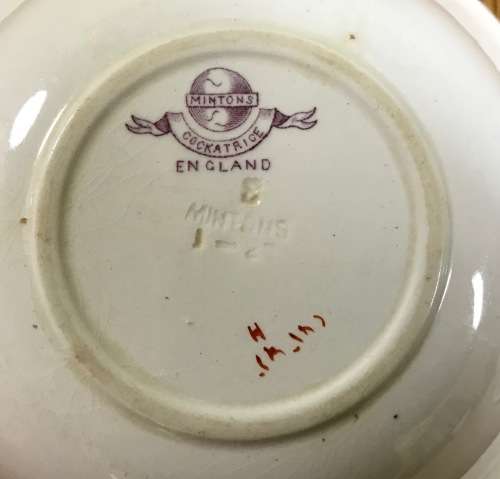 MINTONS
COCKATRICE
ENGLAND
MINTONS
H